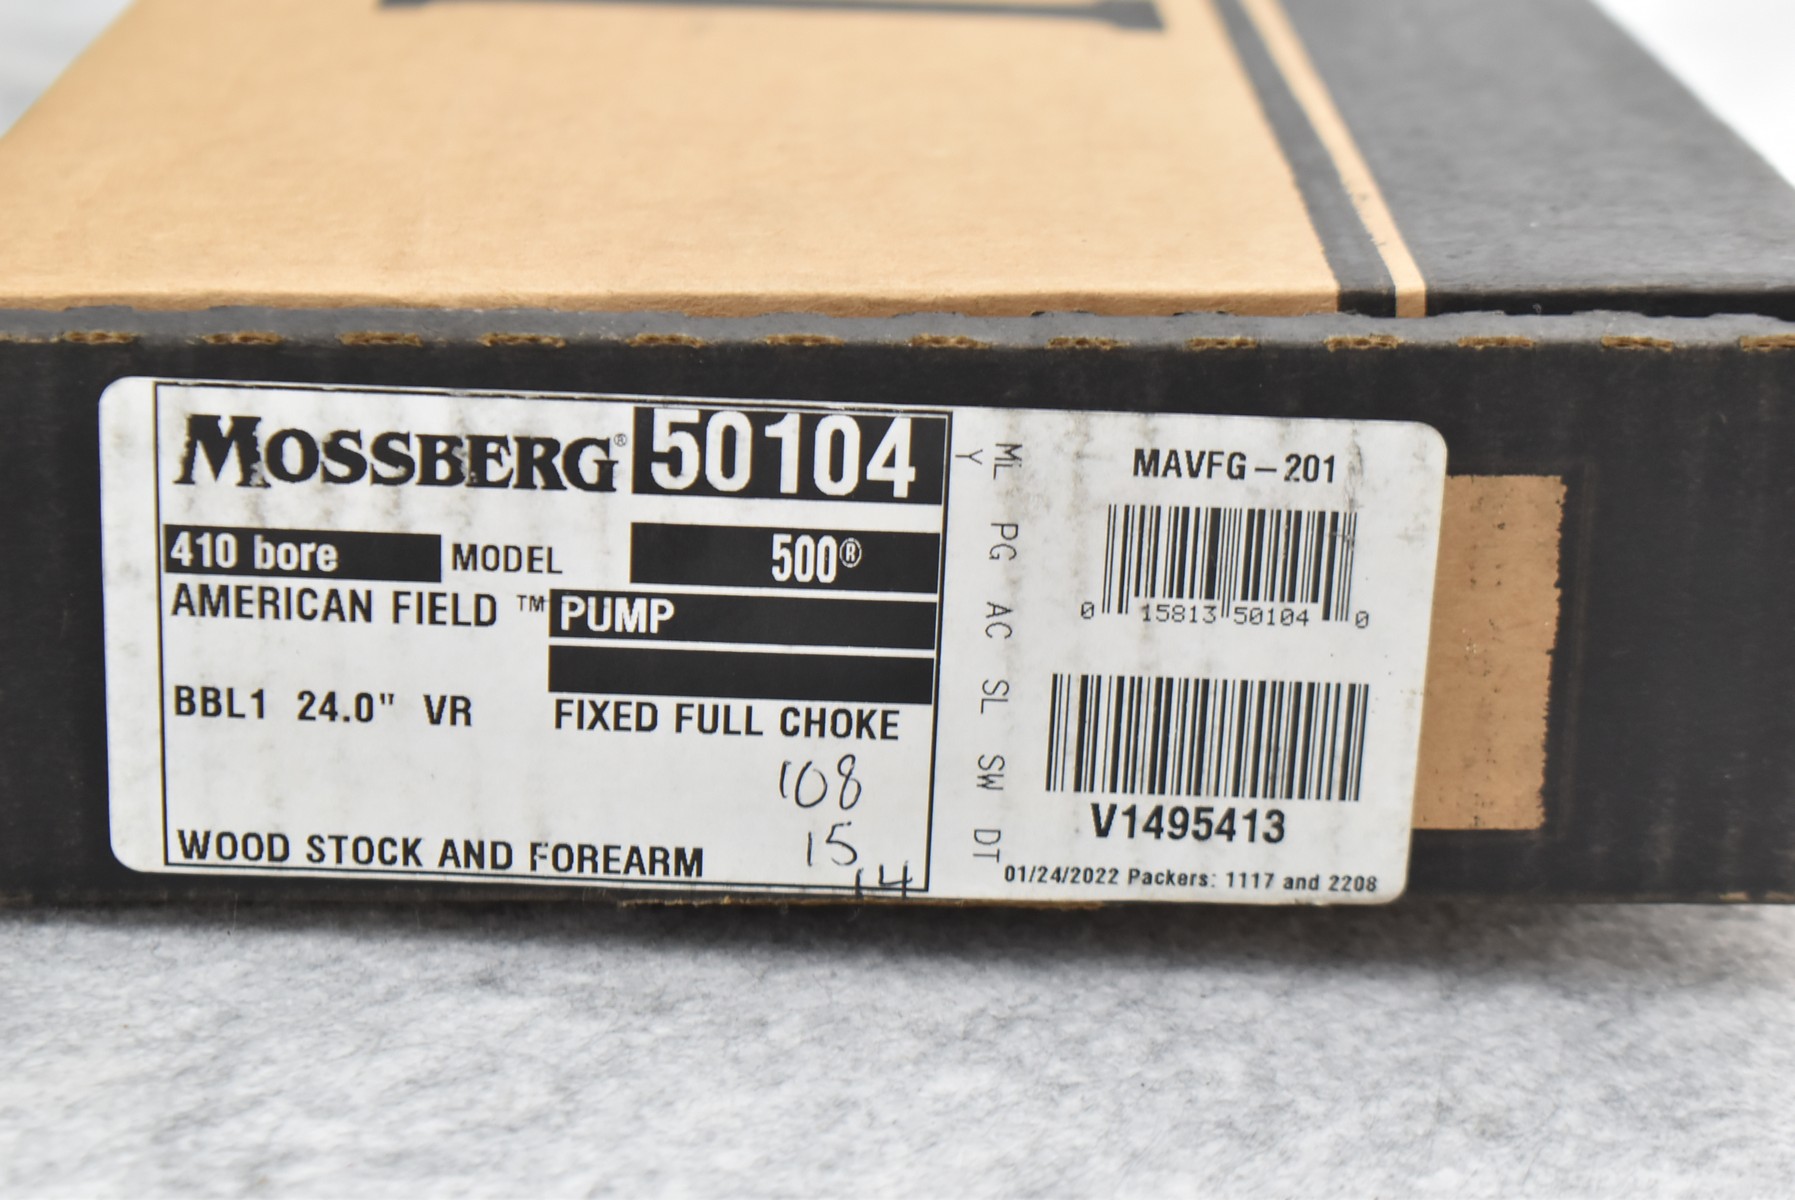 MOSSBERG® 50104
410 bore MODEL 500®
AMERICAN FIELD ™ PUMP
BBL1 24.0" VR FIXED FULL CHOKE
108
15
14
WOOD STOCK AND FOREARM
ML PG AC SL SW DT
Y
MAVFG-201
0 15813 50104 0
V1495413
01/24/2022 Packers: 1117 and 2208